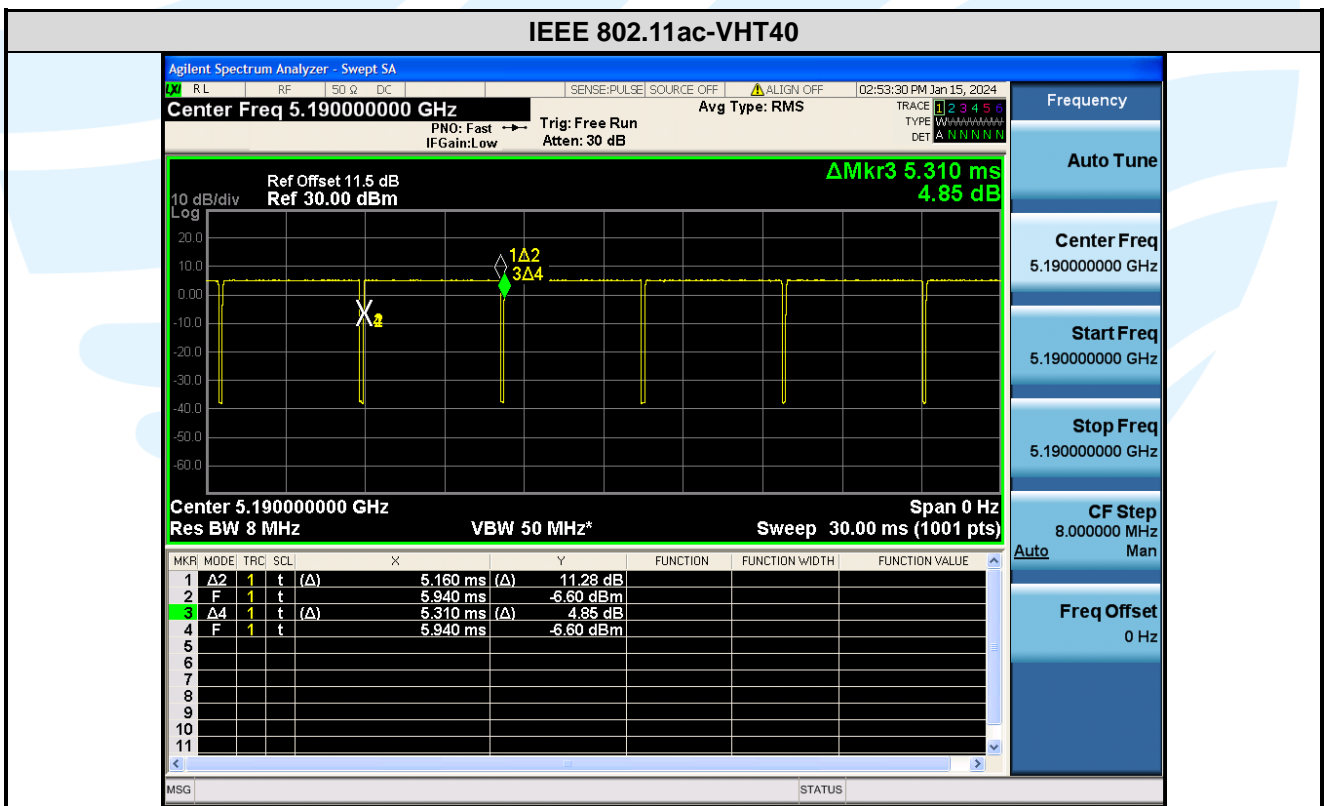 IEEE 802.11ac-VHT40
Agilent Spectrum Analyzer - Swept SA
LXI RL RF 50 Ω DC SENSE:PULSE SOURCE OFF ALIGN OFF 02:53:30 PM Jan 15, 2024
Center Freq 5.190000000 GHz
PNO: Fast
IFGain:Low
Trig: Free Run
Atten: 30 dB
Avg Type: RMS
TRACE 1 2 3 4 5 6
TYPE WWWWWW
DET A N N N N N
ΔMkr3 5.310 ms
4.85 dB
Ref Offset 11.5 dB
10 dB/div Ref 30.00 dBm
Log
20.0
10.0
0.00
-10.0
-20.0
-30.0
-40.0
-50.0
-60.0
1Δ2
3Δ4
Center 5.190000000 GHz Span 0 Hz
Res BW 8 MHz VBW 50 MHz* Sweep 30.00 ms (1001 pts)
MKR MODE TRC SCL X Y FUNCTION FUNCTION WIDTH FUNCTION VALUE
1 Δ2 1 t (Δ) 5.160 ms (Δ) 11.28 dB
2 F 1 t 5.940 ms -6.60 dBm
3 Δ4 1 t (Δ) 5.310 ms (Δ) 4.85 dB
4 F 1 t 5.940 ms -6.60 dBm
5
6
7
8
9
10
11
MSG STATUS
Frequency
Auto Tune
Center Freq
5.190000000 GHz
Start Freq
5.190000000 GHz
Stop Freq
5.190000000 GHz
CF Step
8.000000 MHz
Auto Man
Freq Offset
0 Hz